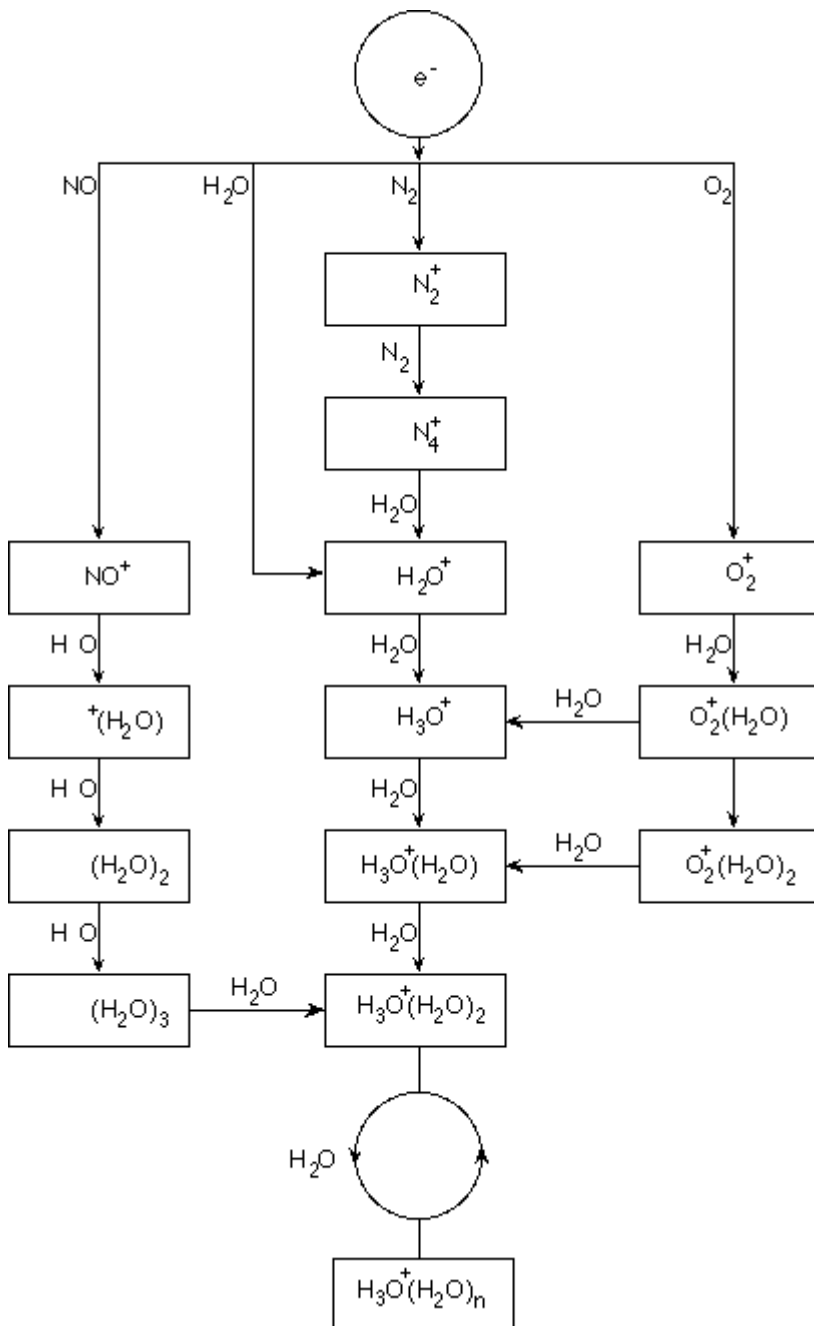 e⁻
NO H₂O N₂ O₂
N₂⁺
N₂
N₄⁺
H₂O
NO⁺ H₂O⁺ O₂⁺
H O H₂O H₂O
⁺(H₂O) H₃O⁺ H₂O O₂⁺(H₂O)
H O H₂O
(H₂O)₂ H₃O⁺(H₂O) H₂O O₂⁺(H₂O)₂
H O H₂O
(H₂O)₃ H₂O H₃O⁺(H₂O)₂
H₂O
H₃O⁺(H₂O)ₙ